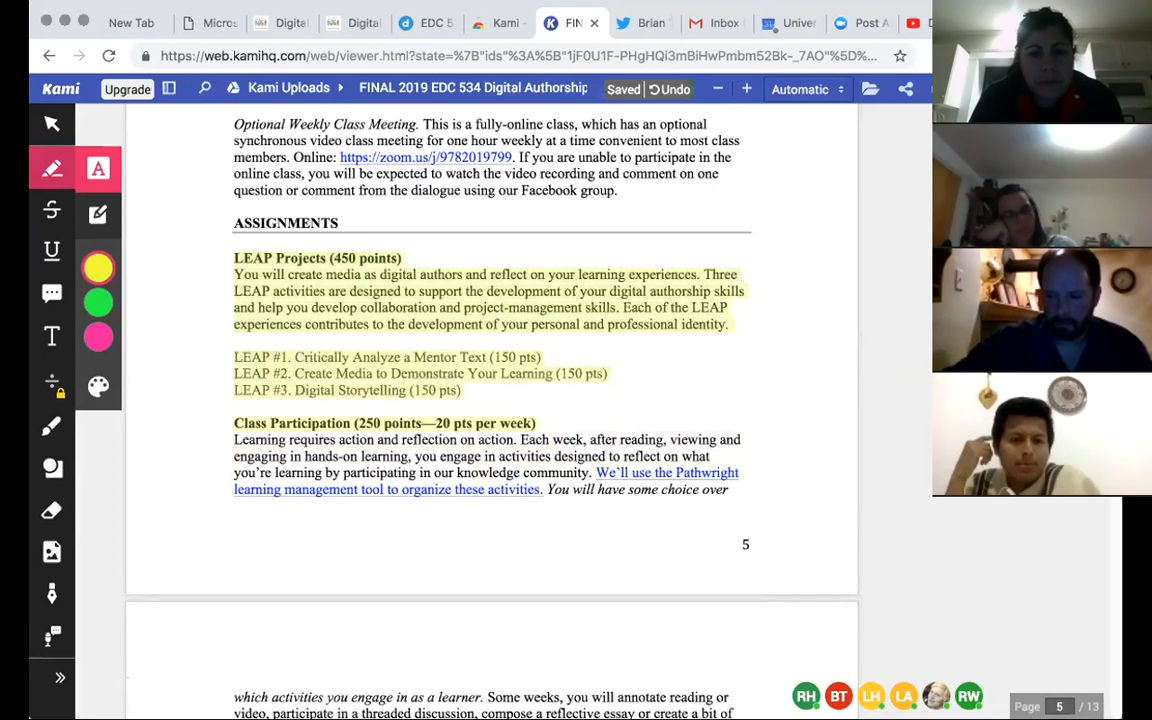 New Tab
Micros
Digital
Digital
EDC 5
Kami -
FIN
Brian
Inbox
Univer
Post A
https://web.kamihq.com/web/viewer.html?state=%7B"ids"%3A%5B"1jF0U1F-PHgHQi3mBiHwPmbm52Bk-_7AO"%5D%...
Kami
Upgrade
Kami Uploads
FINAL 2019 EDC 534 Digital Authorship
Saved
Undo
Automatic
Optional Weekly Class Meeting. This is a fully-online class, which has an optional
synchronous video class meeting for one hour weekly at a time convenient to most class
members. Online: https://zoom.us/j/9782019799. If you are unable to participate in the
online class, you will be expected to watch the video recording and comment on one
question or comment from the dialogue using our Facebook group.
ASSIGNMENTS
LEAP Projects (450 points)
You will create media as digital authors and reflect on your learning experiences. Three
LEAP activities are designed to support the development of your digital authorship skills
and help you develop collaboration and project-management skills. Each of the LEAP
experiences contributes to the development of your personal and professional identity.
LEAP #1. Critically Analyze a Mentor Text (150 pts)
LEAP #2. Create Media to Demonstrate Your Learning (150 pts)
LEAP #3. Digital Storytelling (150 pts)
Class Participation (250 points—20 pts per week)
Learning requires action and reflection on action. Each week, after reading, viewing and
engaging in hands-on learning, you engage in activities designed to reflect on what
you're learning by participating in our knowledge community. We'll use the Pathwright
learning management tool to organize these activities. You will have some choice over
5
which activities you engage in as a learner. Some weeks, you will annotate reading or
video, participate in a threaded discussion, compose a reflective essay or create a bit of
RH
BT
LH
LA
RW
Page 5 / 13